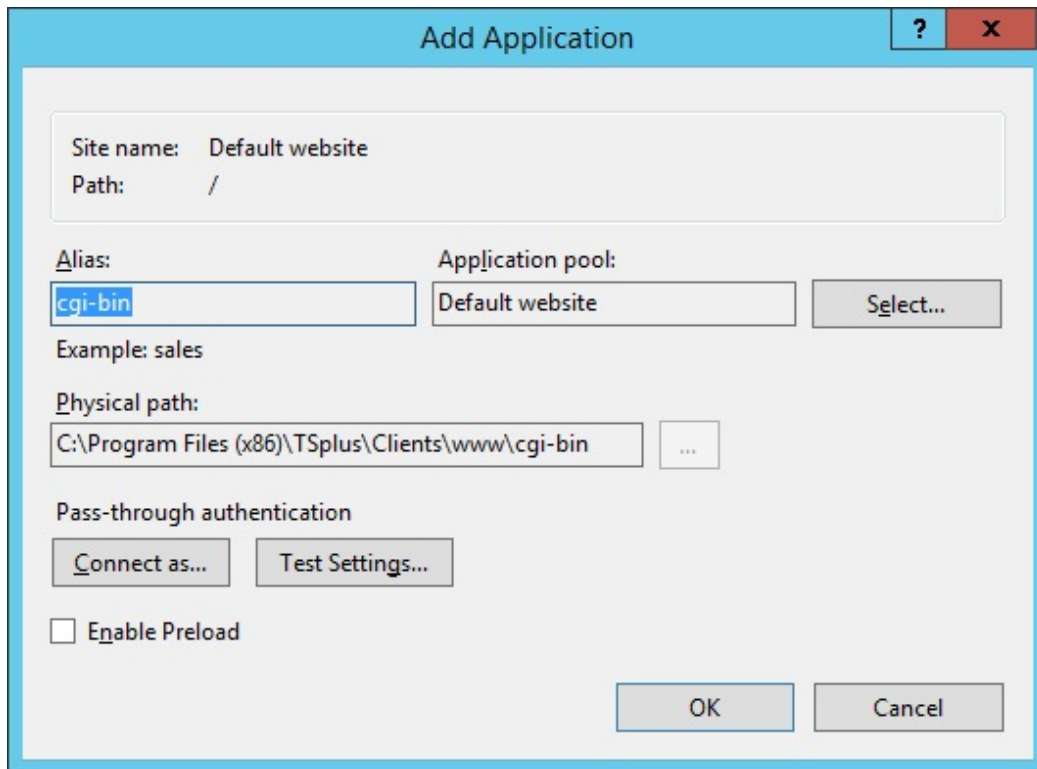 Add Application
?
x
Site name: Default website
Path: /
Alias:
Application pool:
cgi-bin
Default website
Select...
Example: sales
Physical path:
C:\Program Files (x86)\TSplus\Clients\www\cgi-bin
...
Pass-through authentication
Connect as...
Test Settings...
Enable Preload
OK
Cancel